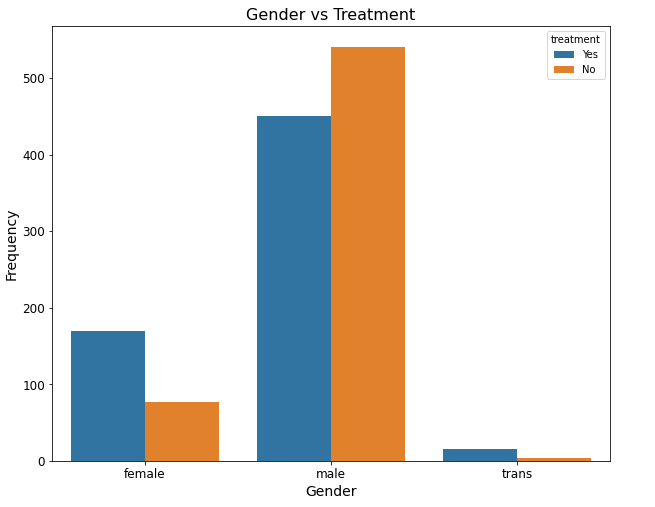 Gender vs Treatment
treatment
Yes
No
500
400
300
200
100
0
Frequency
female male trans
Gender